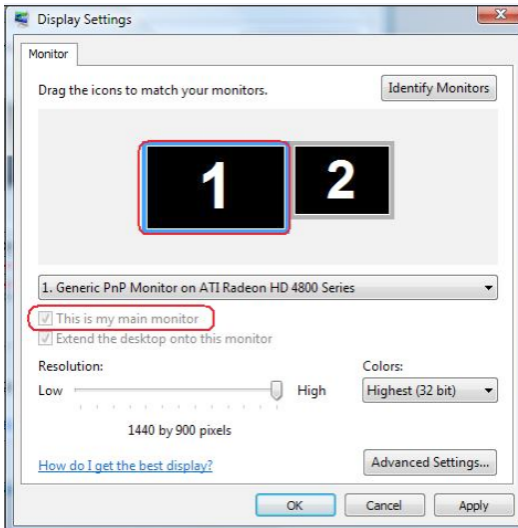 Display Settings
Monitor
Drag the icons to match your monitors.
Identify Monitors
1
2
1. Generic PnP Monitor on ATI Radeon HD 4800 Series
This is my main monitor
Extend the desktop onto this monitor
Resolution:
Colors:
Low
High
Highest (32 bit)
1440 by 900 pixels
How do I get the best display?
Advanced Settings...
OK
Cancel
Apply